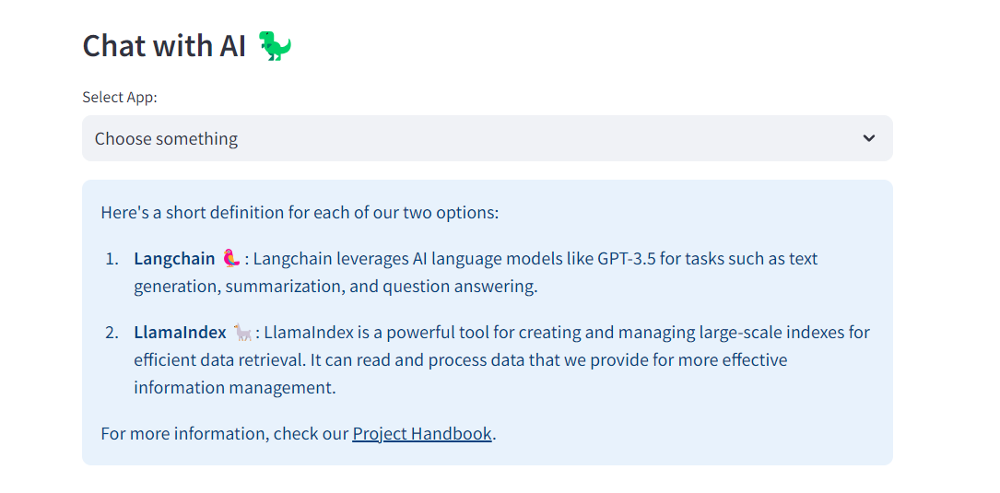 Chat with AI 🦖
Select App:
Choose something
Here's a short definition for each of our two options:
1. Langchain 🦜 : Langchain leverages AI language models like GPT-3.5 for tasks such as text
generation, summarization, and question answering.
2. LlamaIndex 🦙 : LlamaIndex is a powerful tool for creating and managing large-scale indexes for
efficient data retrieval. It can read and process data that we provide for more effective
information management.
For more information, check our Project Handbook.